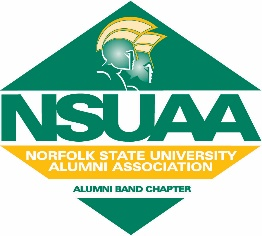 NSUAA
NORFOLK STATE UNIVERSITY
ALUMNI ASSOCIATION
ALUMNI BAND CHAPTER